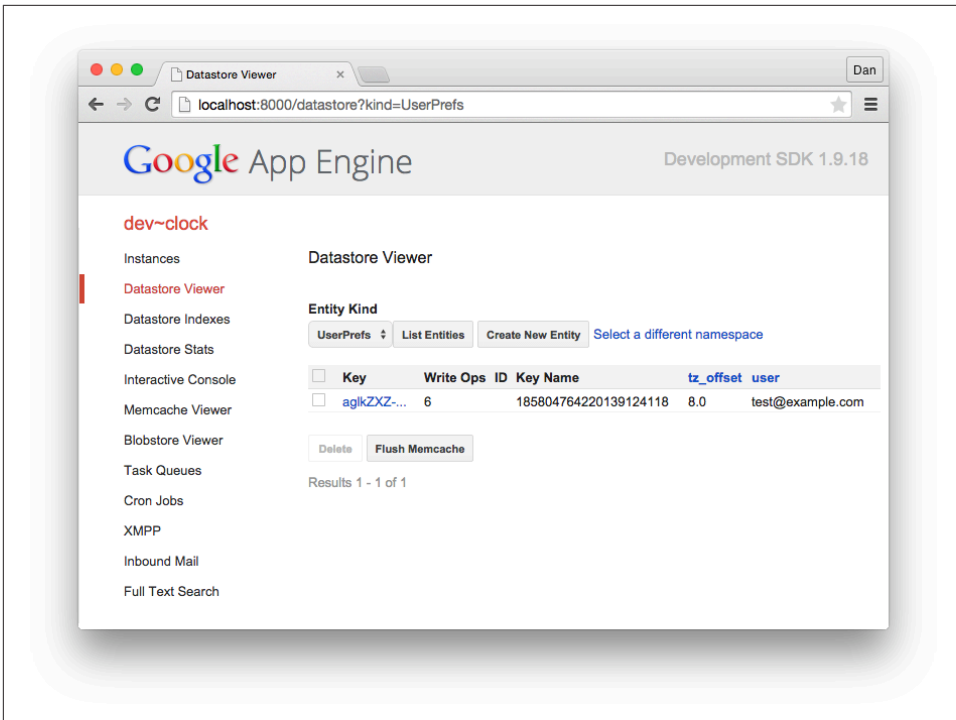 Datastore Viewer
Dan
localhost:8000/datastore?kind=UserPrefs
Google App Engine
Development SDK 1.9.18
dev~clock
Instances
Datastore Viewer
Datastore Indexes
Datastore Stats
Interactive Console
Memcache Viewer
Blobstore Viewer
Task Queues
Cron Jobs
XMPP
Inbound Mail
Full Text Search
Datastore Viewer
Entity Kind
UserPrefs List Entities Create New Entity Select a different namespace
Key Write Ops ID Key Name tz_offset user
aglkZXZ-... 6 185804764220139124118 8.0 test@example.com
Delete Flush Memcache
Results 1 - 1 of 1